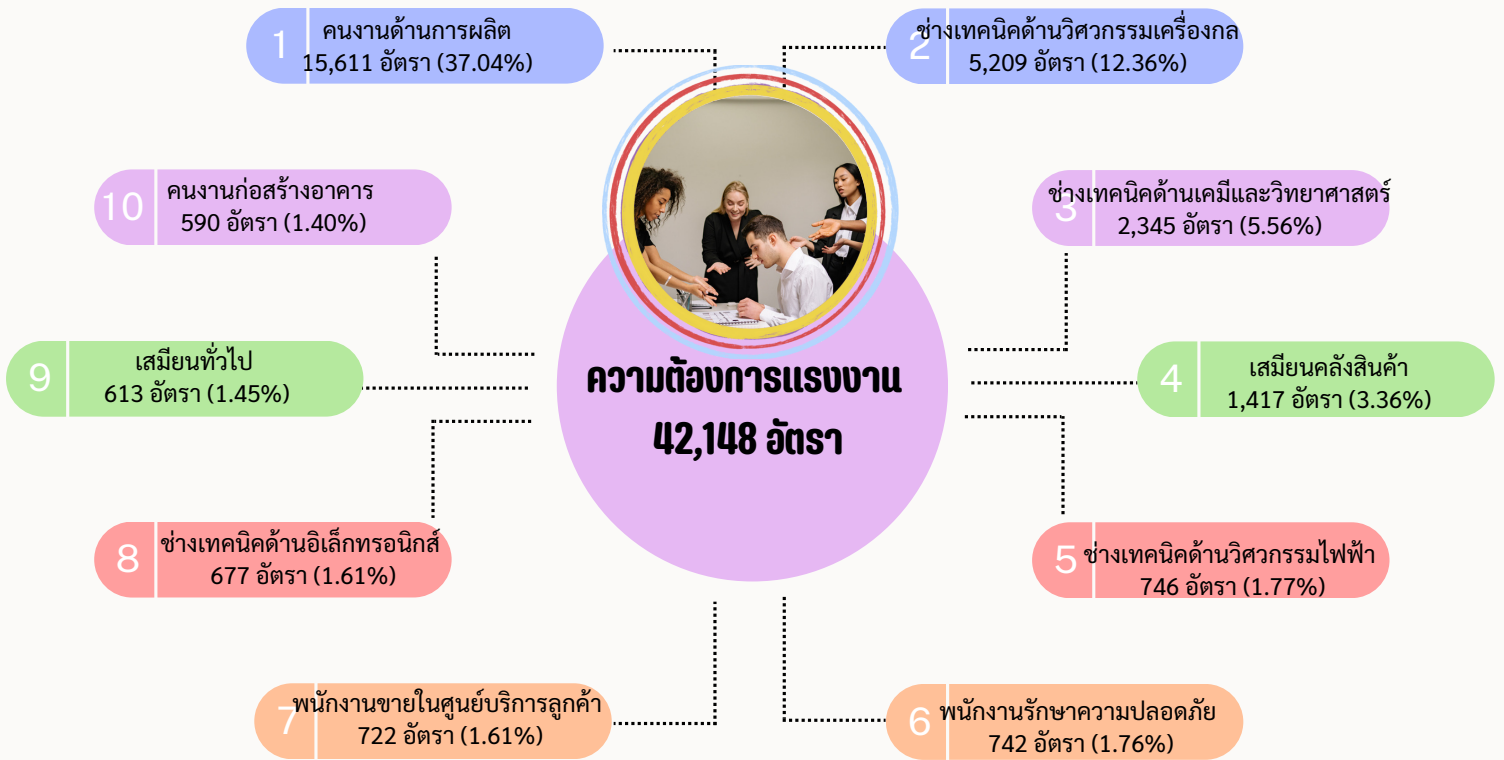 1
คนงานด้านการผลิต
15,611 อัตรา (37.04%)
2
ช่างเทคนิคด้านวิศวกรรมเครื่องกล
5,209 อัตรา (12.36%)
10
คนงานก่อสร้างอาคาร
590 อัตรา (1.40%)
3
ช่างเทคนิคด้านเคมีและวิทยาศาสตร์
2,345 อัตรา (5.56%)
9
เสมียนทั่วไป
613 อัตรา (1.45%)
ความต้องการแรงงาน
42,148 อัตรา
4
เสมียนคลังสินค้า
1,417 อัตรา (3.36%)
8
ช่างเทคนิคด้านอิเล็กทรอนิกส์
677 อัตรา (1.61%)
5
ช่างเทคนิคด้านวิศวกรรมไฟฟ้า
746 อัตรา (1.77%)
7
พนักงานขายในศูนย์บริการลูกค้า
722 อัตรา (1.61%)
6
พนักงานรักษาความปลอดภัย
742 อัตรา (1.76%)